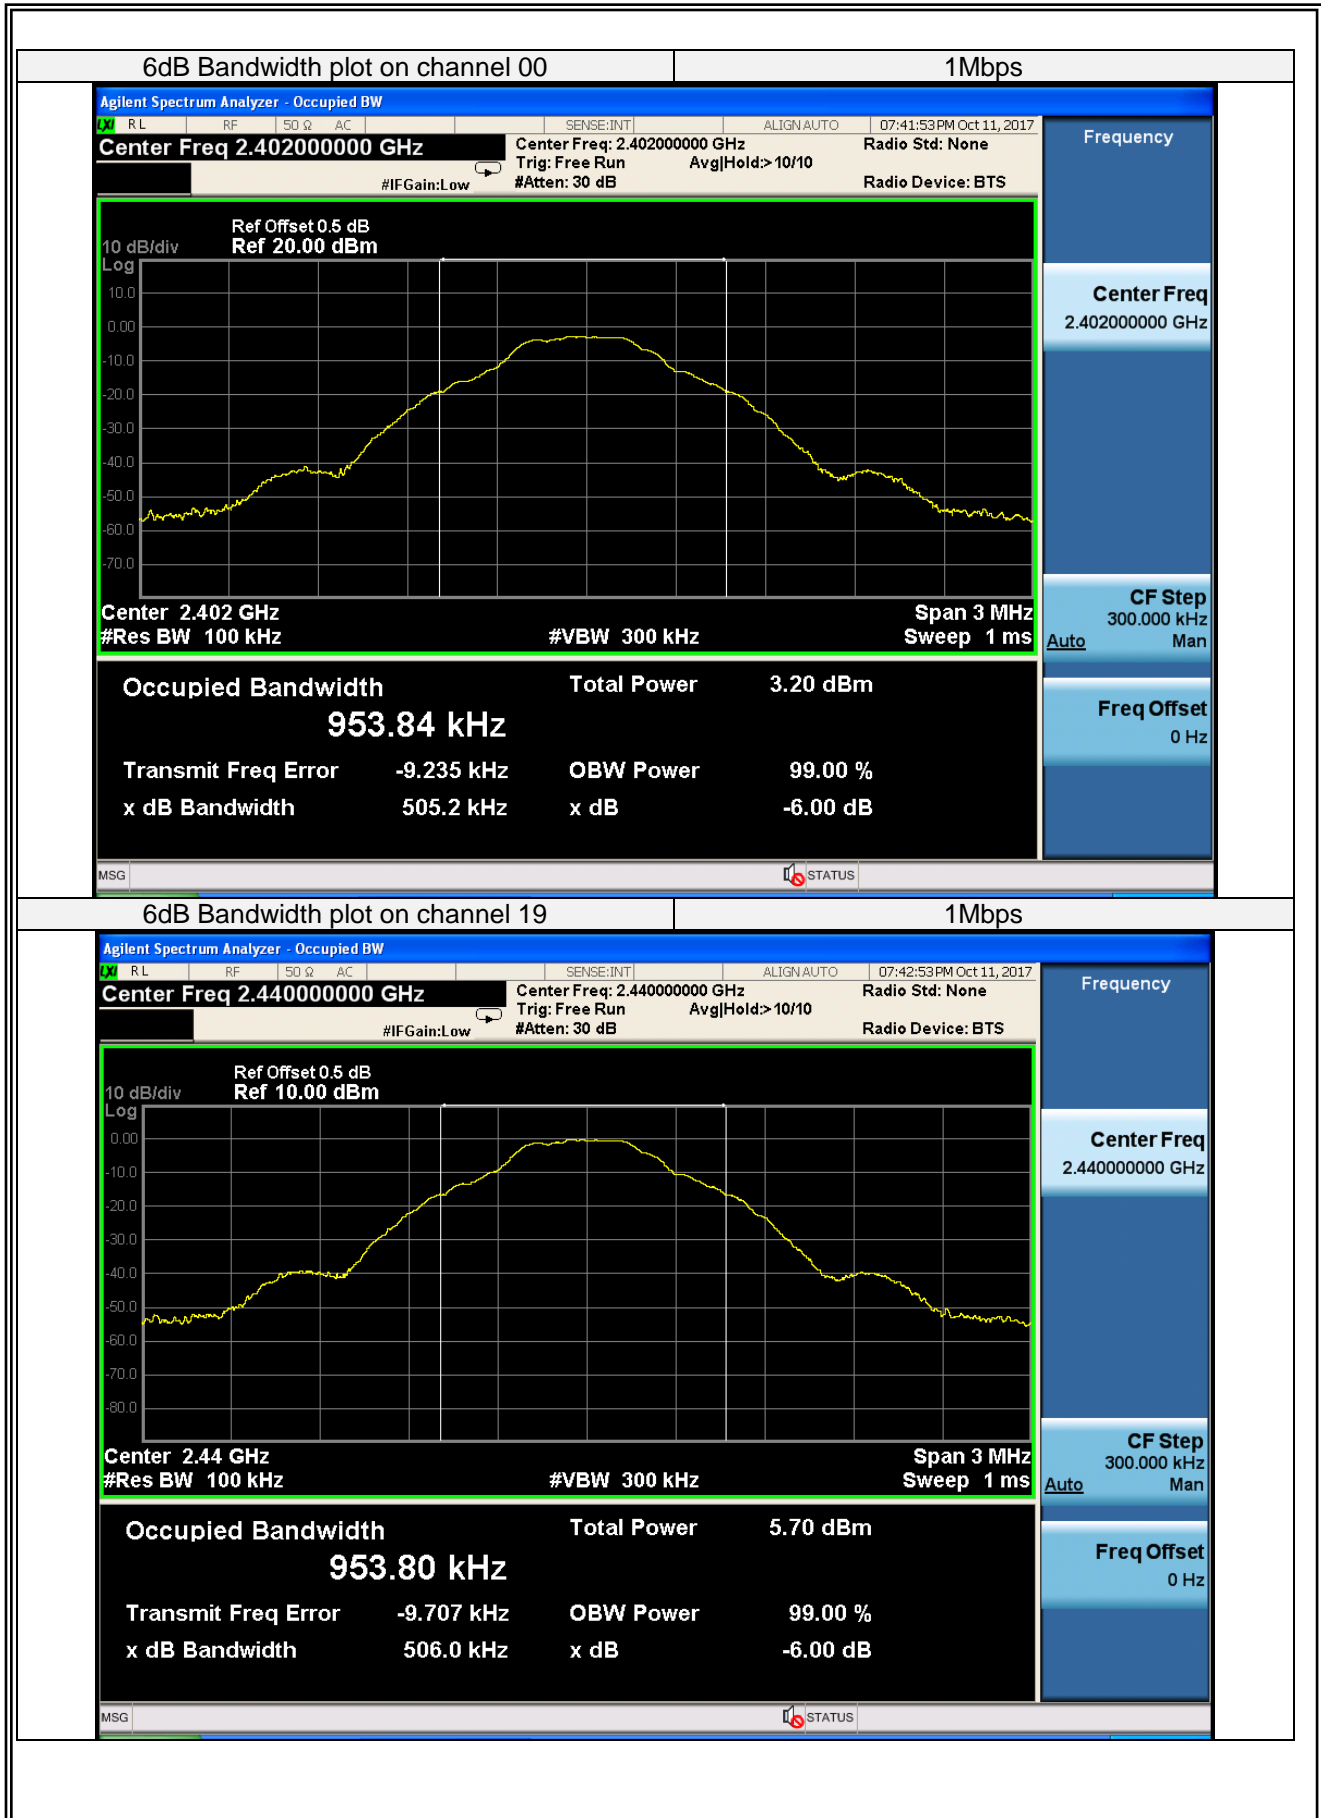 6dB Bandwidth plot on channel 00 1Mbps
Agilent Spectrum Analyzer - Occupied BW
LXI RL RF 50 Ω AC SENSE:INT ALIGN AUTO 07:41:53 PM Oct 11, 2017
Center Freq 2.402000000 GHz Center Freq: 2.402000000 GHz Radio Std: None Frequency
Trig: Free Run Avg|Hold:>10/10
#IFGain:Low #Atten: 30 dB Radio Device: BTS
Ref Offset 0.5 dB
10 dB/div Ref 20.00 dBm
Log
10.0
0.00
-10.0
-20.0
-30.0
-40.0
-50.0
-60.0
-70.0
Center Freq
2.402000000 GHz
Center 2.402 GHz Span 3 MHz
#Res BW 100 kHz #VBW 300 kHz Sweep 1 ms
CF Step
300.000 kHz
Auto Man
Occupied Bandwidth Total Power 3.20 dBm
953.84 kHz
Freq Offset
0 Hz
Transmit Freq Error -9.235 kHz OBW Power 99.00 %
x dB Bandwidth 505.2 kHz x dB -6.00 dB
MSG STATUS
6dB Bandwidth plot on channel 19 1Mbps
Agilent Spectrum Analyzer - Occupied BW
LXI RL RF 50 Ω AC SENSE:INT ALIGN AUTO 07:42:53 PM Oct 11, 2017
Center Freq 2.440000000 GHz Center Freq: 2.440000000 GHz Radio Std: None Frequency
Trig: Free Run Avg|Hold:>10/10
#IFGain:Low #Atten: 30 dB Radio Device: BTS
Ref Offset 0.5 dB
10 dB/div Ref 10.00 dBm
Log
0.00
-10.0
-20.0
-30.0
-40.0
-50.0
-60.0
-70.0
-80.0
Center Freq
2.440000000 GHz
Center 2.44 GHz Span 3 MHz
#Res BW 100 kHz #VBW 300 kHz Sweep 1 ms
CF Step
300.000 kHz
Auto Man
Occupied Bandwidth Total Power 5.70 dBm
953.80 kHz
Freq Offset
0 Hz
Transmit Freq Error -9.707 kHz OBW Power 99.00 %
x dB Bandwidth 506.0 kHz x dB -6.00 dB
MSG STATUS